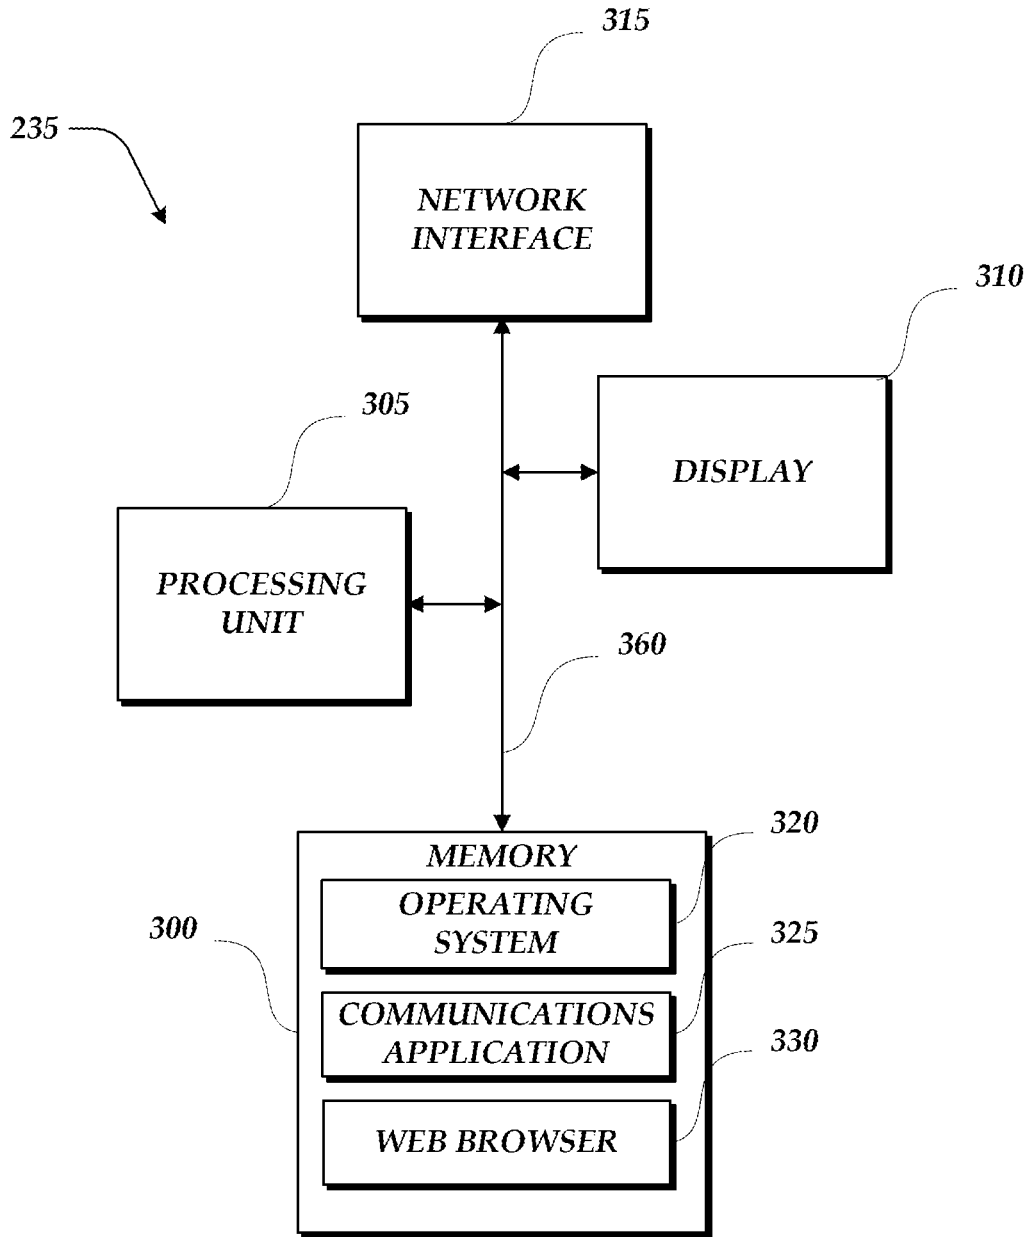 315
235
NETWORK
INTERFACE
310
DISPLAY
305
PROCESSING
UNIT
360
MEMORY
320
OPERATING
SYSTEM
300
325
COMMUNICATIONS
APPLICATION
330
WEB BROWSER